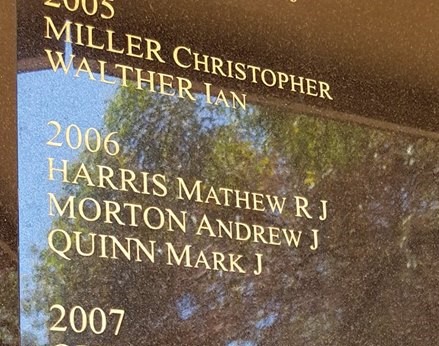 2005
MILLER CHRISTOPHER
WALTHER IAN
2006
HARRIS MATHEW R J
MORTON ANDREW J
QUINN MARK J
2007